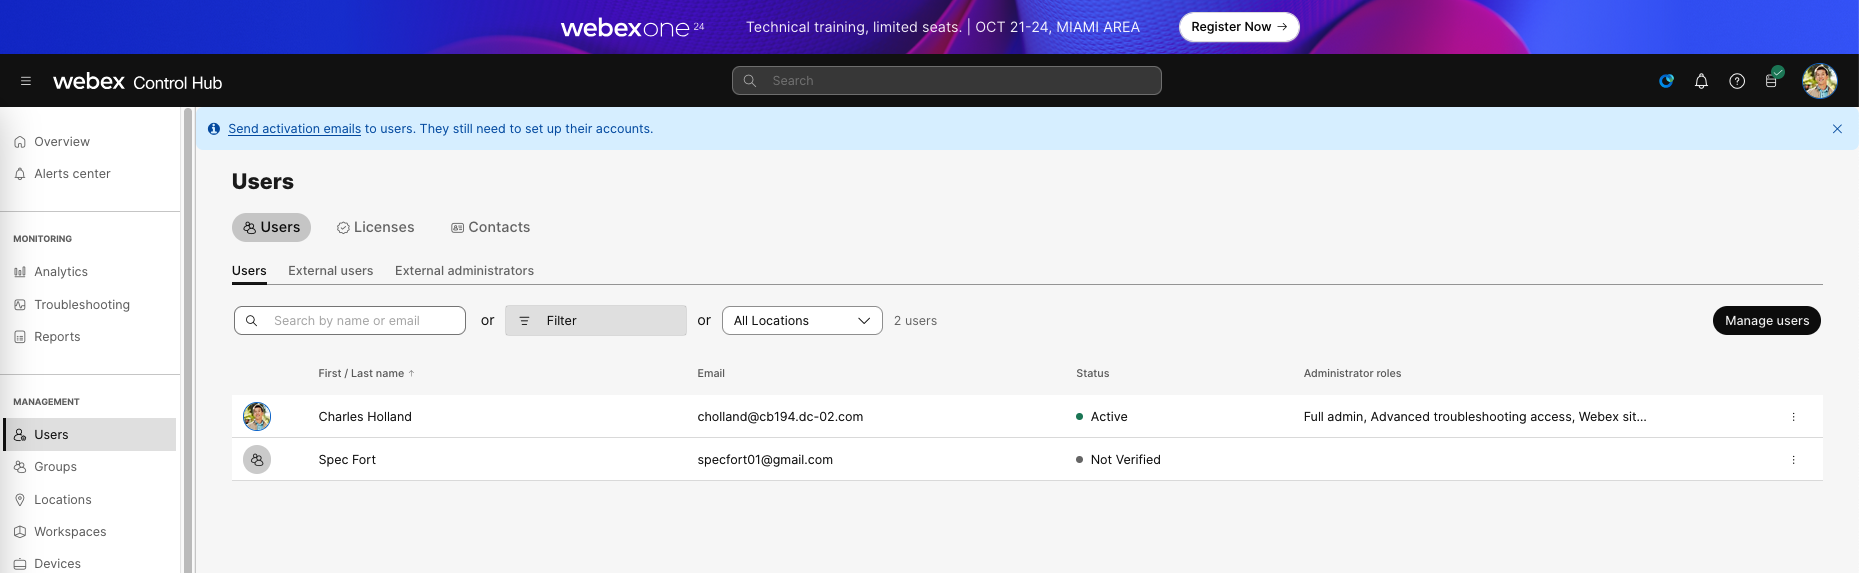 webexone 24 Technical training, limited seats. | OCT 21-24, MIAMI AREA Register Now →
webex Control Hub Search
Send activation emails to users. They still need to set up their accounts.
Overview
Alerts center
MONITORING
Analytics
Troubleshooting
Reports
MANAGEMENT
Users
Groups
Locations
Workspaces
Devices
Users
Users Licenses Contacts
Users External users External administrators
Search by name or email or Filter or All Locations 2 users Manage users
First / Last name ↑ Email Status Administrator roles
Charles Holland cholland@cb194.dc-02.com Active Full admin, Advanced troubleshooting access, Webex sit...
Spec Fort specfort01@gmail.com Not Verified